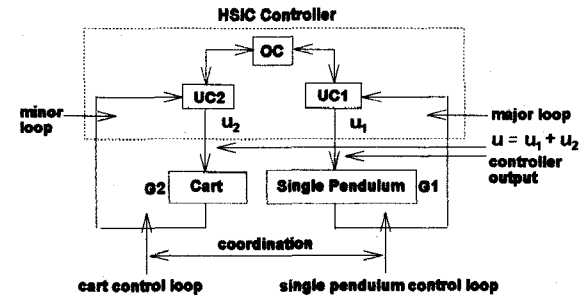 HSIC Controller
OC
UC2
UC1
minor
loop
major loop
u2
u1
u = u1 + u2
controller
output
G2
Cart
Single Pendulum
G1
coordination
cart control loop
single pendulum control loop